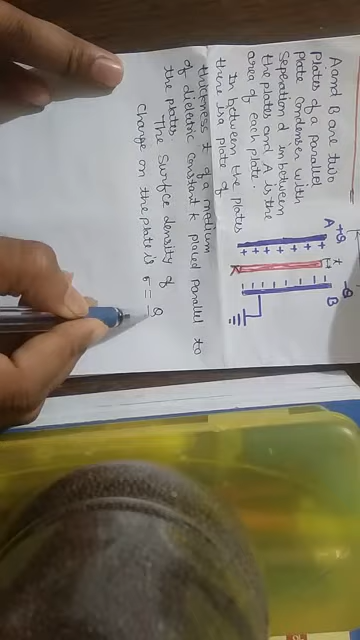 A and B are two
Plates of a parallel
Plate condenser with
separation d in between
the plates and A is the
area of each plate.
In between the plates
there is a plate of
thickness t of a medium
of dielectric constant k placed parallel to
the plates.
The surface density of
charge on the plate is σ = Q
+Q
-Q
A
B
+ + + + + +
t
k